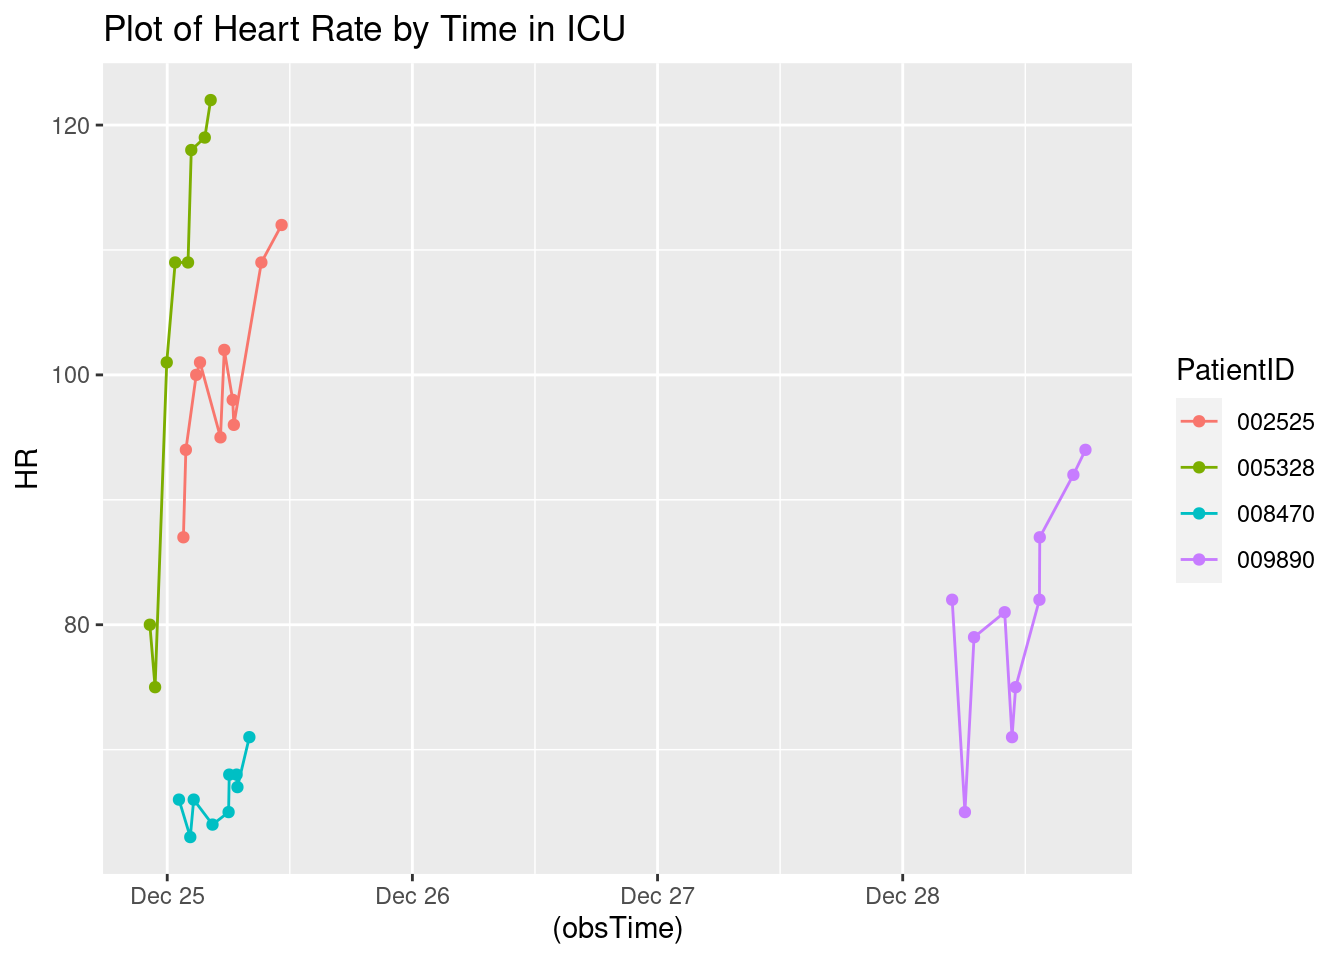 Plot of Heart Rate by Time in ICU
120
100
80
HR
Dec 25
Dec 26
Dec 27
Dec 28
(obsTime)
PatientID
002525
005328
008470
009890